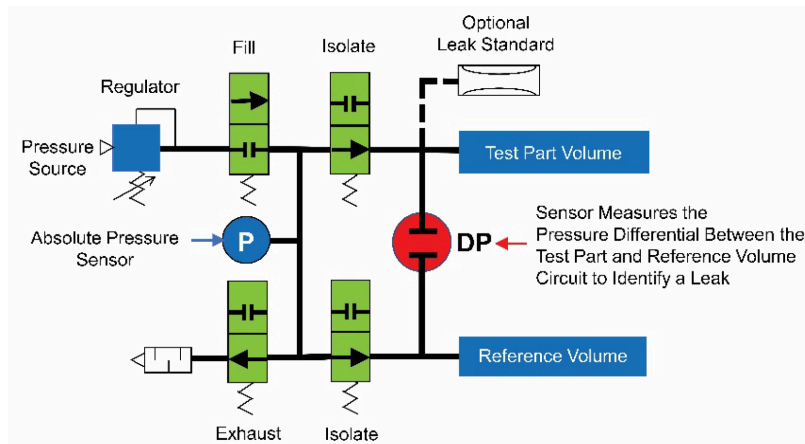 Optional
Leak Standard
Fill
Isolate
Regulator
Pressure
Source
Test Part Volume
Absolute Pressure
Sensor
P
DP
Sensor Measures the
Pressure Differential Between the
Test Part and Reference Volume
Circuit to Identify a Leak
Reference Volume
Exhaust
Isolate